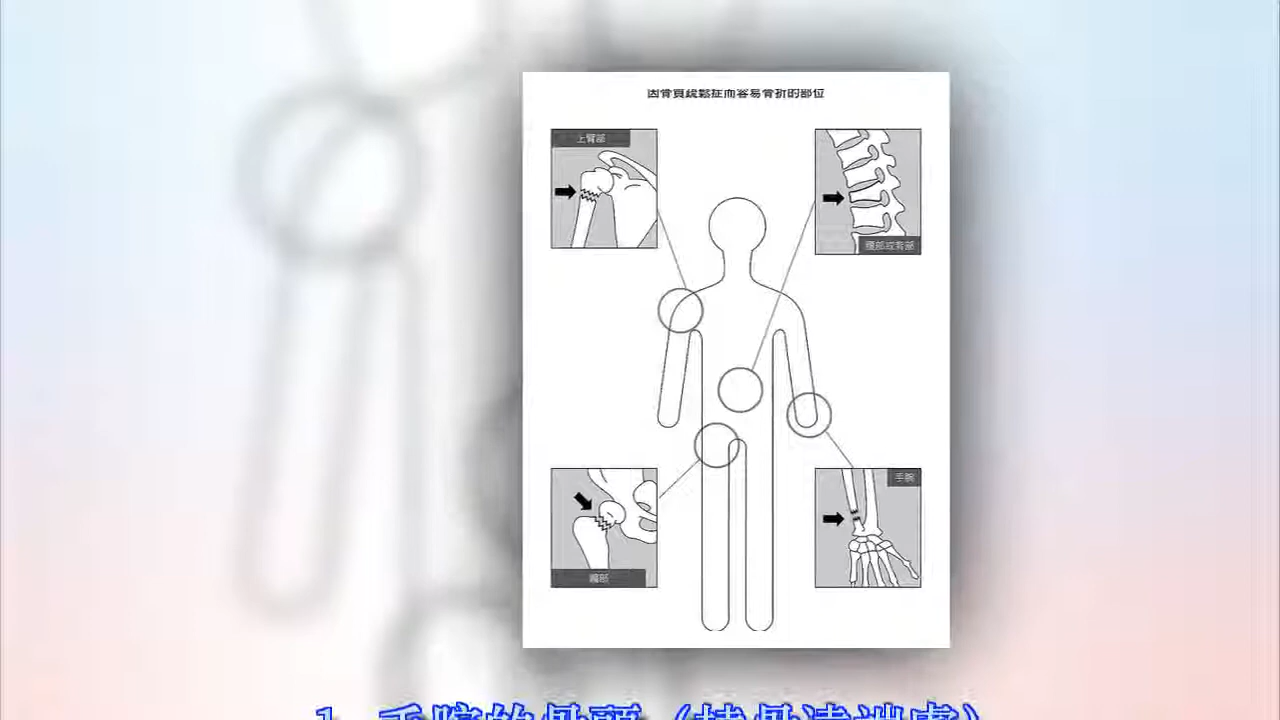 因骨質疏鬆症而容易骨折的部位
上臂部
腰部或背部
手腕
髖部
1. 手腕的骨頭（橈骨遠端處）